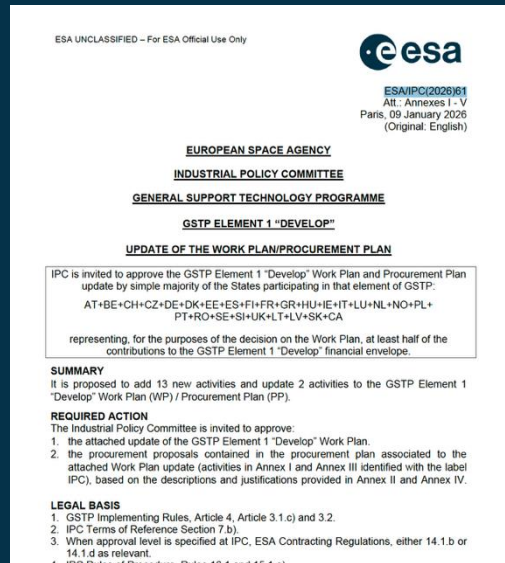 ESA UNCLASSIFIED – For ESA Official Use Only
esa
ESA/IPC(2026)61
Att.: Annexes I - V
Paris, 09 January 2026
(Original: English)
EUROPEAN SPACE AGENCY
INDUSTRIAL POLICY COMMITTEE
GENERAL SUPPORT TECHNOLOGY PROGRAMME
GSTP ELEMENT 1 “DEVELOP”
UPDATE OF THE WORK PLAN/PROCUREMENT PLAN
IPC is invited to approve the GSTP Element 1 “Develop” Work Plan and Procurement Plan
update by simple majority of the States participating in that element of GSTP:
AT+BE+CH+CZ+DE+DK+EE+ES+FI+FR+GR+HU+IE+IT+LU+NL+NO+PL+
PT+RO+SE+SI+UK+LT+LV+SK+CA
representing, for the purposes of the decision on the Work Plan, at least half of the
contributions to the GSTP Element 1 “Develop” financial envelope.
SUMMARY
It is proposed to add 13 new activities and update 2 activities to the GSTP Element 1
“Develop” Work Plan (WP) / Procurement Plan (PP).
REQUIRED ACTION
The Industrial Policy Committee is invited to approve:
1. the attached update of the GSTP Element 1 “Develop” Work Plan.
2. the procurement proposals contained in the procurement plan associated to the
attached Work Plan update (activities in Annex I and Annex III identified with the label
IPC), based on the descriptions and justifications provided in Annex II and Annex IV.
LEGAL BASIS
1. GSTP Implementing Rules, Article 4, Article 3.1.c) and 3.2.
2. IPC Terms of Reference Section 7.b).
3. When approval level is specified at IPC, ESA Contracting Regulations, either 14.1.b or
14.1.d as relevant.